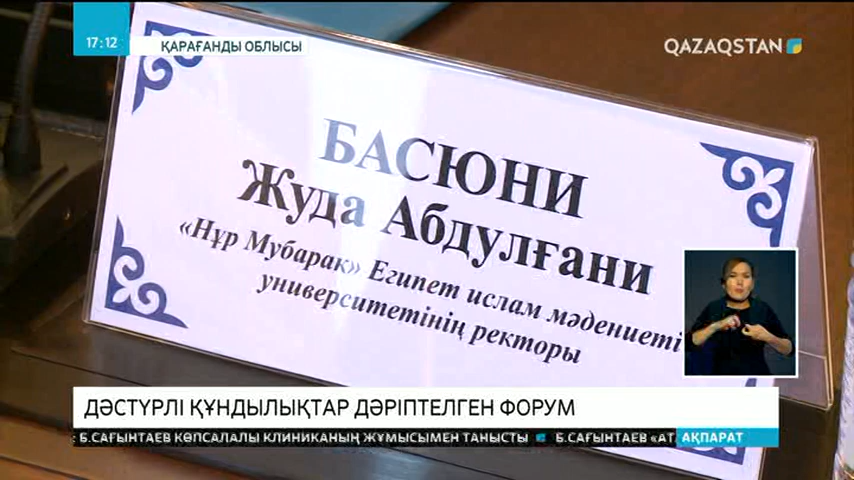 17:12
ҚАРАҒАНДЫ ОБЛЫСЫ
QAZAQSTAN
БАСЮНИ
Жуда Абдулғани
«Нұр Мубарак» Египет ислам мәдениеті
университетінің ректоры
ДӘСТҮРЛІ ҚҰНДЫЛЫҚТАР ДӘРІПТЕЛГЕН ФОРУМ
Б.САҒЫНТАЕВ КӨПСАЛАЛЫ КЛИНИКАНЫҢ ЖҰМЫСЫМЕН ТАНЫСТЫ Б.САҒЫНТАЕВ «АТ
АҚПАРАТ